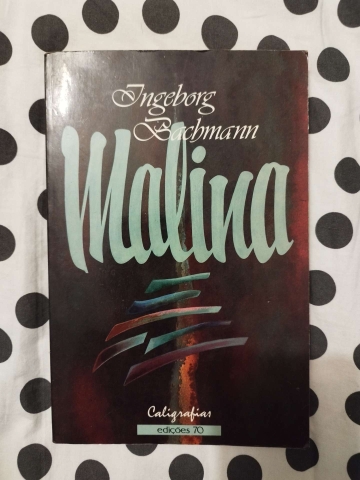 Ingeborg
Bachmann
Malina
Caligrafias
edições 70